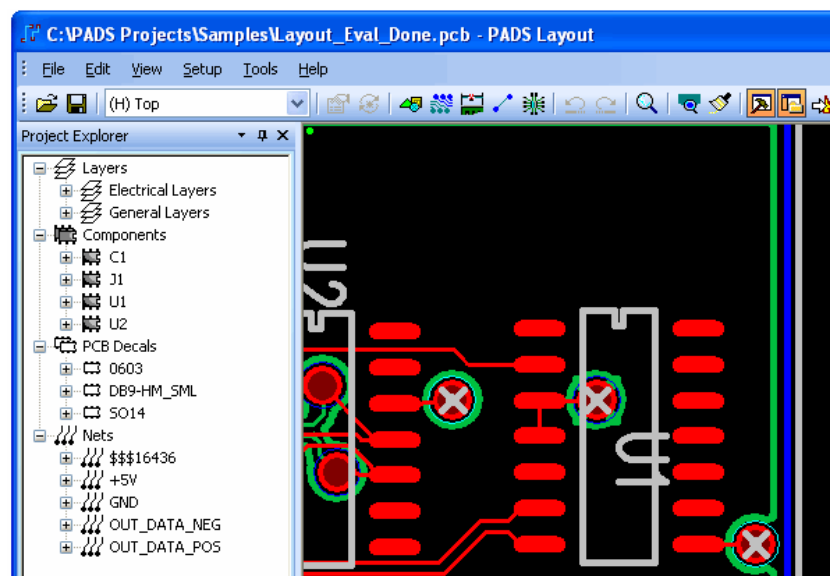 C:\PADS Projects\Samples\Layout_Eval_Done.pcb - PADS Layout
File Edit View Setup Tools Help
(H) Top
Project Explorer
Layers
Electrical Layers
General Layers
Components
C1
J1
U1
U2
PCB Decals
0603
DB9-HM_SML
SO14
Nets
$$$16436
+5V
GND
OUT_DATA_NEG
OUT_DATA_POS
U2
U1